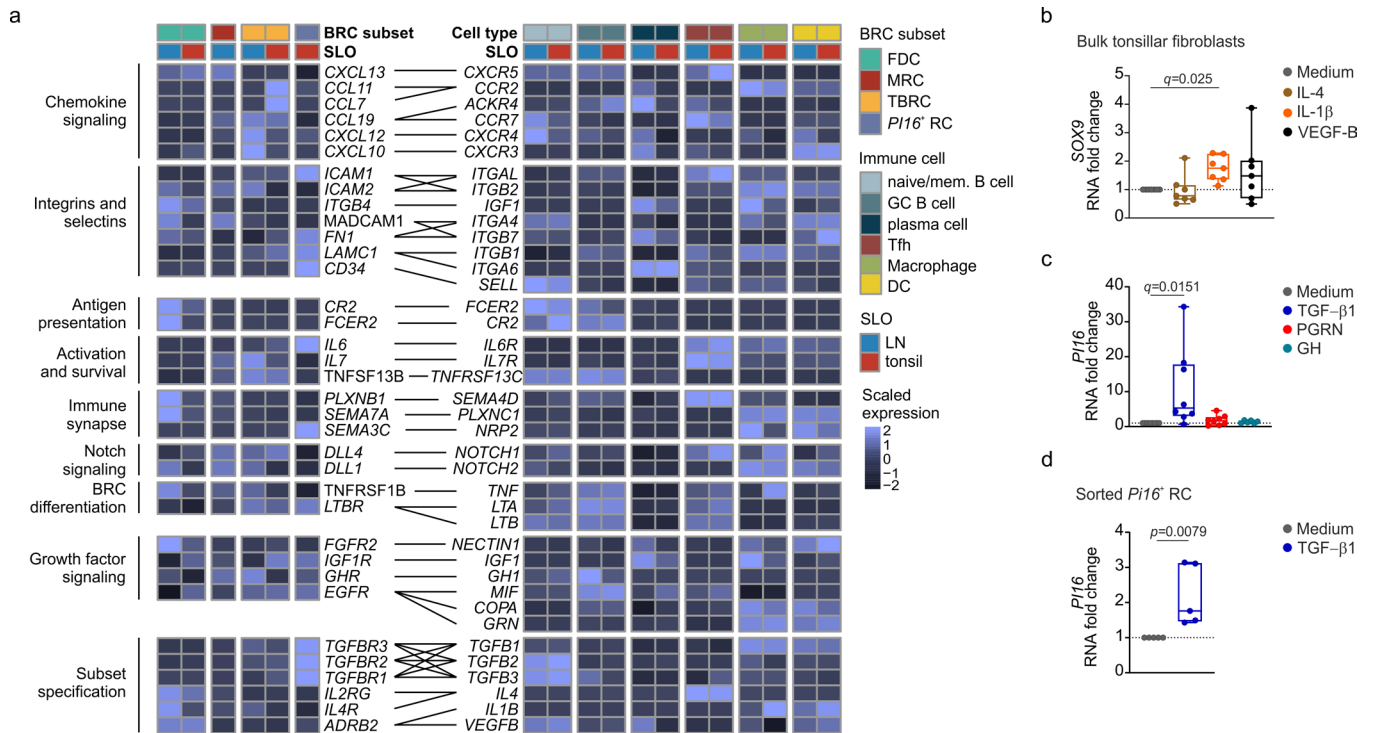 a
BRC subset
Cell type
SLO
SLO
Chemokine
signaling
CXCL13
CCL11
CCL7
CCL19
CXCL12
CXCL10
CXCR5
CCR2
ACKR4
CCR7
CXCR4
CXCR3
Integrins and
selectins
ICAM1
ICAM2
ITGB4
MADCAM1
FN1
LAMC1
CD34
ITGAL
ITGB2
IGF1
ITGA4
ITGB7
ITGB1
ITGA6
SELL
Antigen
presentation
CR2
FCER2
FCER2
CR2
Activation
and survival
IL6
IL7
TNFSF13B
IL6R
IL7R
TNFRSF13C
Immune
synapse
PLXNB1
SEMA7A
SEMA3C
SEMA4D
PLXNC1
NRP2
Notch
signaling
DLL4
DLL1
NOTCH1
NOTCH2
BRC
differentiation
TNFRSF1B
LTBR
TNF
LTA
LTB
Growth factor
signaling
FGFR2
IGF1R
GHR
EGFR
NECTIN1
IGF1
GH1
MIF
COPA
GRN
Subset
specification
TGFBR3
TGFBR2
TGFBR1
IL2RG
IL4R
ADRB2
TGFB1
TGFB2
TGFB3
IL4
IL1B
VEGFB
BRC subset
FDC
MRC
TBRC
PI16⁺ RC
Immune cell
naive/mem. B cell
GC B cell
plasma cell
Tfh
Macrophage
DC
SLO
LN
tonsil
Scaled
expression
2
1
0
−1
−2
b
Bulk tonsillar fibroblasts
SOX9
RNA fold change
5
4
3
2
1
0
q=0.025
Medium
IL-4
IL-1β
VEGF-B
c
PI16
RNA fold change
40
30
20
10
0
q=0.0151
Medium
TGF−β1
PGRN
GH
d
Sorted Pi16⁺ RC
PI16
RNA fold change
4
3
2
1
0
p=0.0079
Medium
TGF−β1